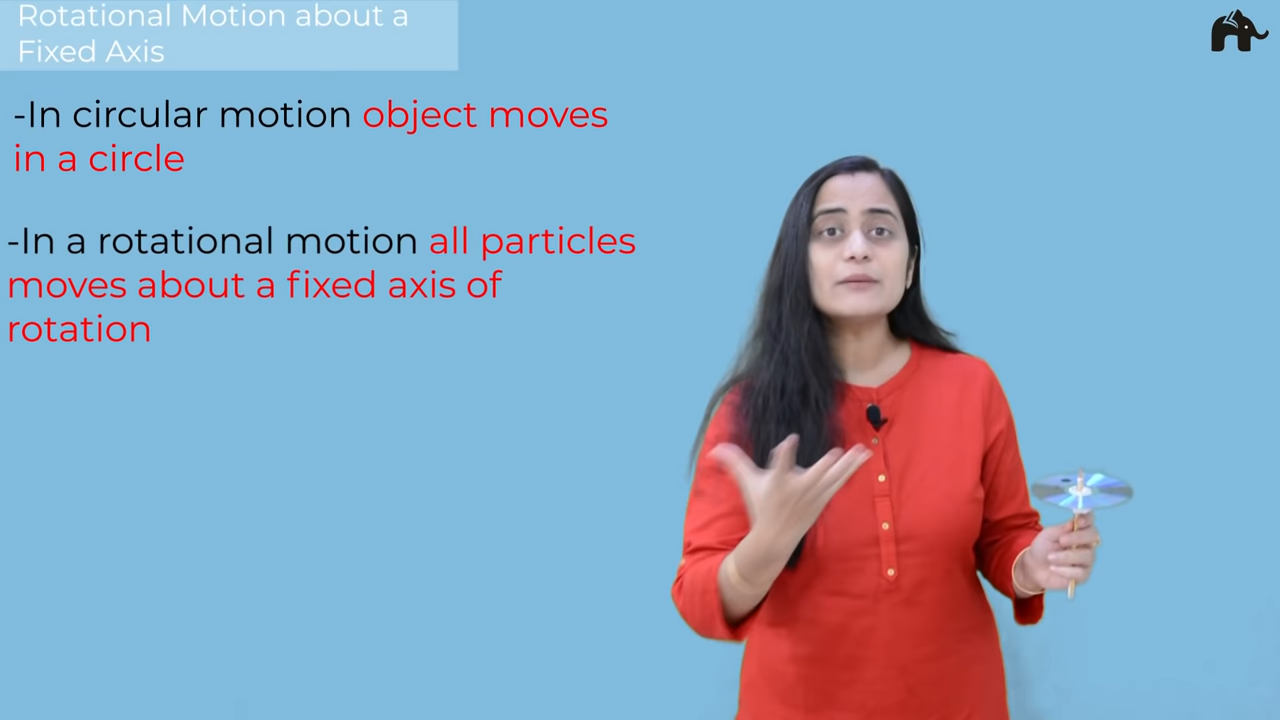 Rotational Motion about a
Fixed Axis
-In circular motion object moves
in a circle
-In a rotational motion all particles
moves about a fixed axis of
rotation